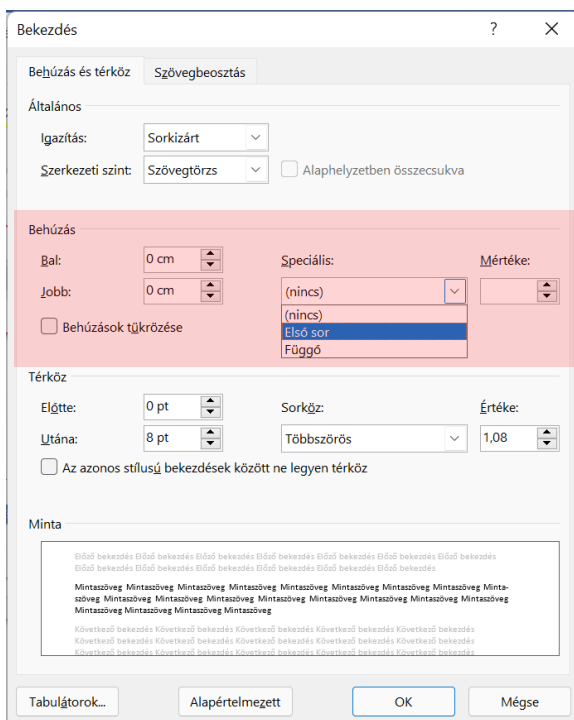 Bekezdés ?
Behúzás és térköz Szövegbeosztás
Általános
Igazítás: Sorkizárt
Szerkezeti szint: Szövegtörzs Alaphelyzetben összecsukva
Behúzás
Bal: 0 cm Speciális: Mértéke:
Jobb: 0 cm (nincs)
(nincs)
Behúzások tükrözése Első sor
Függő
Térköz
Előtte: 0 pt Sorköz: Értéke:
Utána: 8 pt Többszörös 1,08
Az azonos stílusú bekezdések között ne legyen térköz
Minta
Előző bekezdés Előző bekezdés Előző bekezdés Előző bekezdés Előző bekezdés Előző bekezdés Előző bekezdés
Előző bekezdés Előző bekezdés Előző bekezdés Előző bekezdés Előző bekezdés Előző bekezdés
Mintaszöveg Mintaszöveg Mintaszöveg Mintaszöveg Mintaszöveg Mintaszöveg Mintaszöveg Mintaszöveg Minta-
szöveg Mintaszöveg Mintaszöveg Mintaszöveg Mintaszöveg Mintaszöveg Mintaszöveg Mintaszöveg Mintaszöveg
Mintaszöveg Mintaszöveg Mintaszöveg Mintaszöveg
Következő bekezdés Következő bekezdés Következő bekezdés Következő bekezdés Következő bekezdés
Következő bekezdés Következő bekezdés Következő bekezdés Következő bekezdés Következő bekezdés
Következő bekezdés Következő bekezdés Következő bekezdés Következő bekezdés Következő bekezdés
Tabulátorok... Alapértelmezett OK Mégse